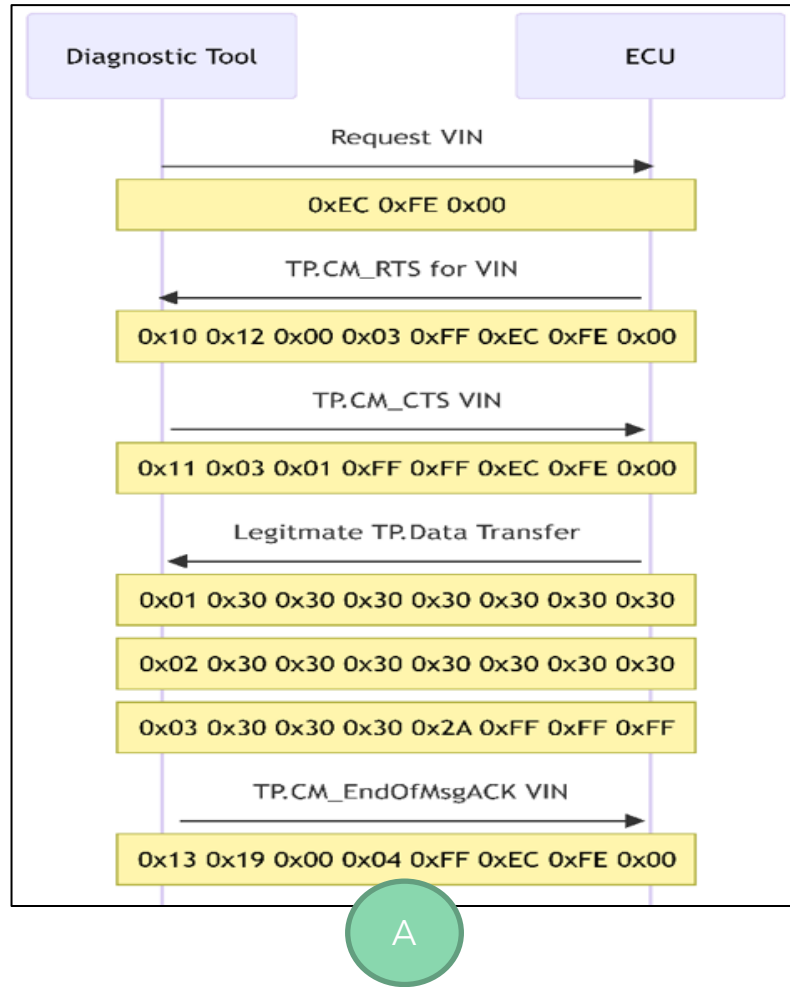 Diagnostic Tool
ECU
Request VIN
0xEC 0xFE 0x00
TP.CM_RTS for VIN
0x10 0x12 0x00 0x03 0xFF 0xEC 0xFE 0x00
TP.CM_CTS VIN
0x11 0x03 0x01 0xFF 0xFF 0xEC 0xFE 0x00
Legitmate TP.Data Transfer
0x01 0x30 0x30 0x30 0x30 0x30 0x30 0x30
0x02 0x30 0x30 0x30 0x30 0x30 0x30 0x30
0x03 0x30 0x30 0x30 0x2A 0xFF 0xFF 0xFF
TP.CM_EndOfMsgACK VIN
0x13 0x19 0x00 0x04 0xFF 0xEC 0xFE 0x00
A